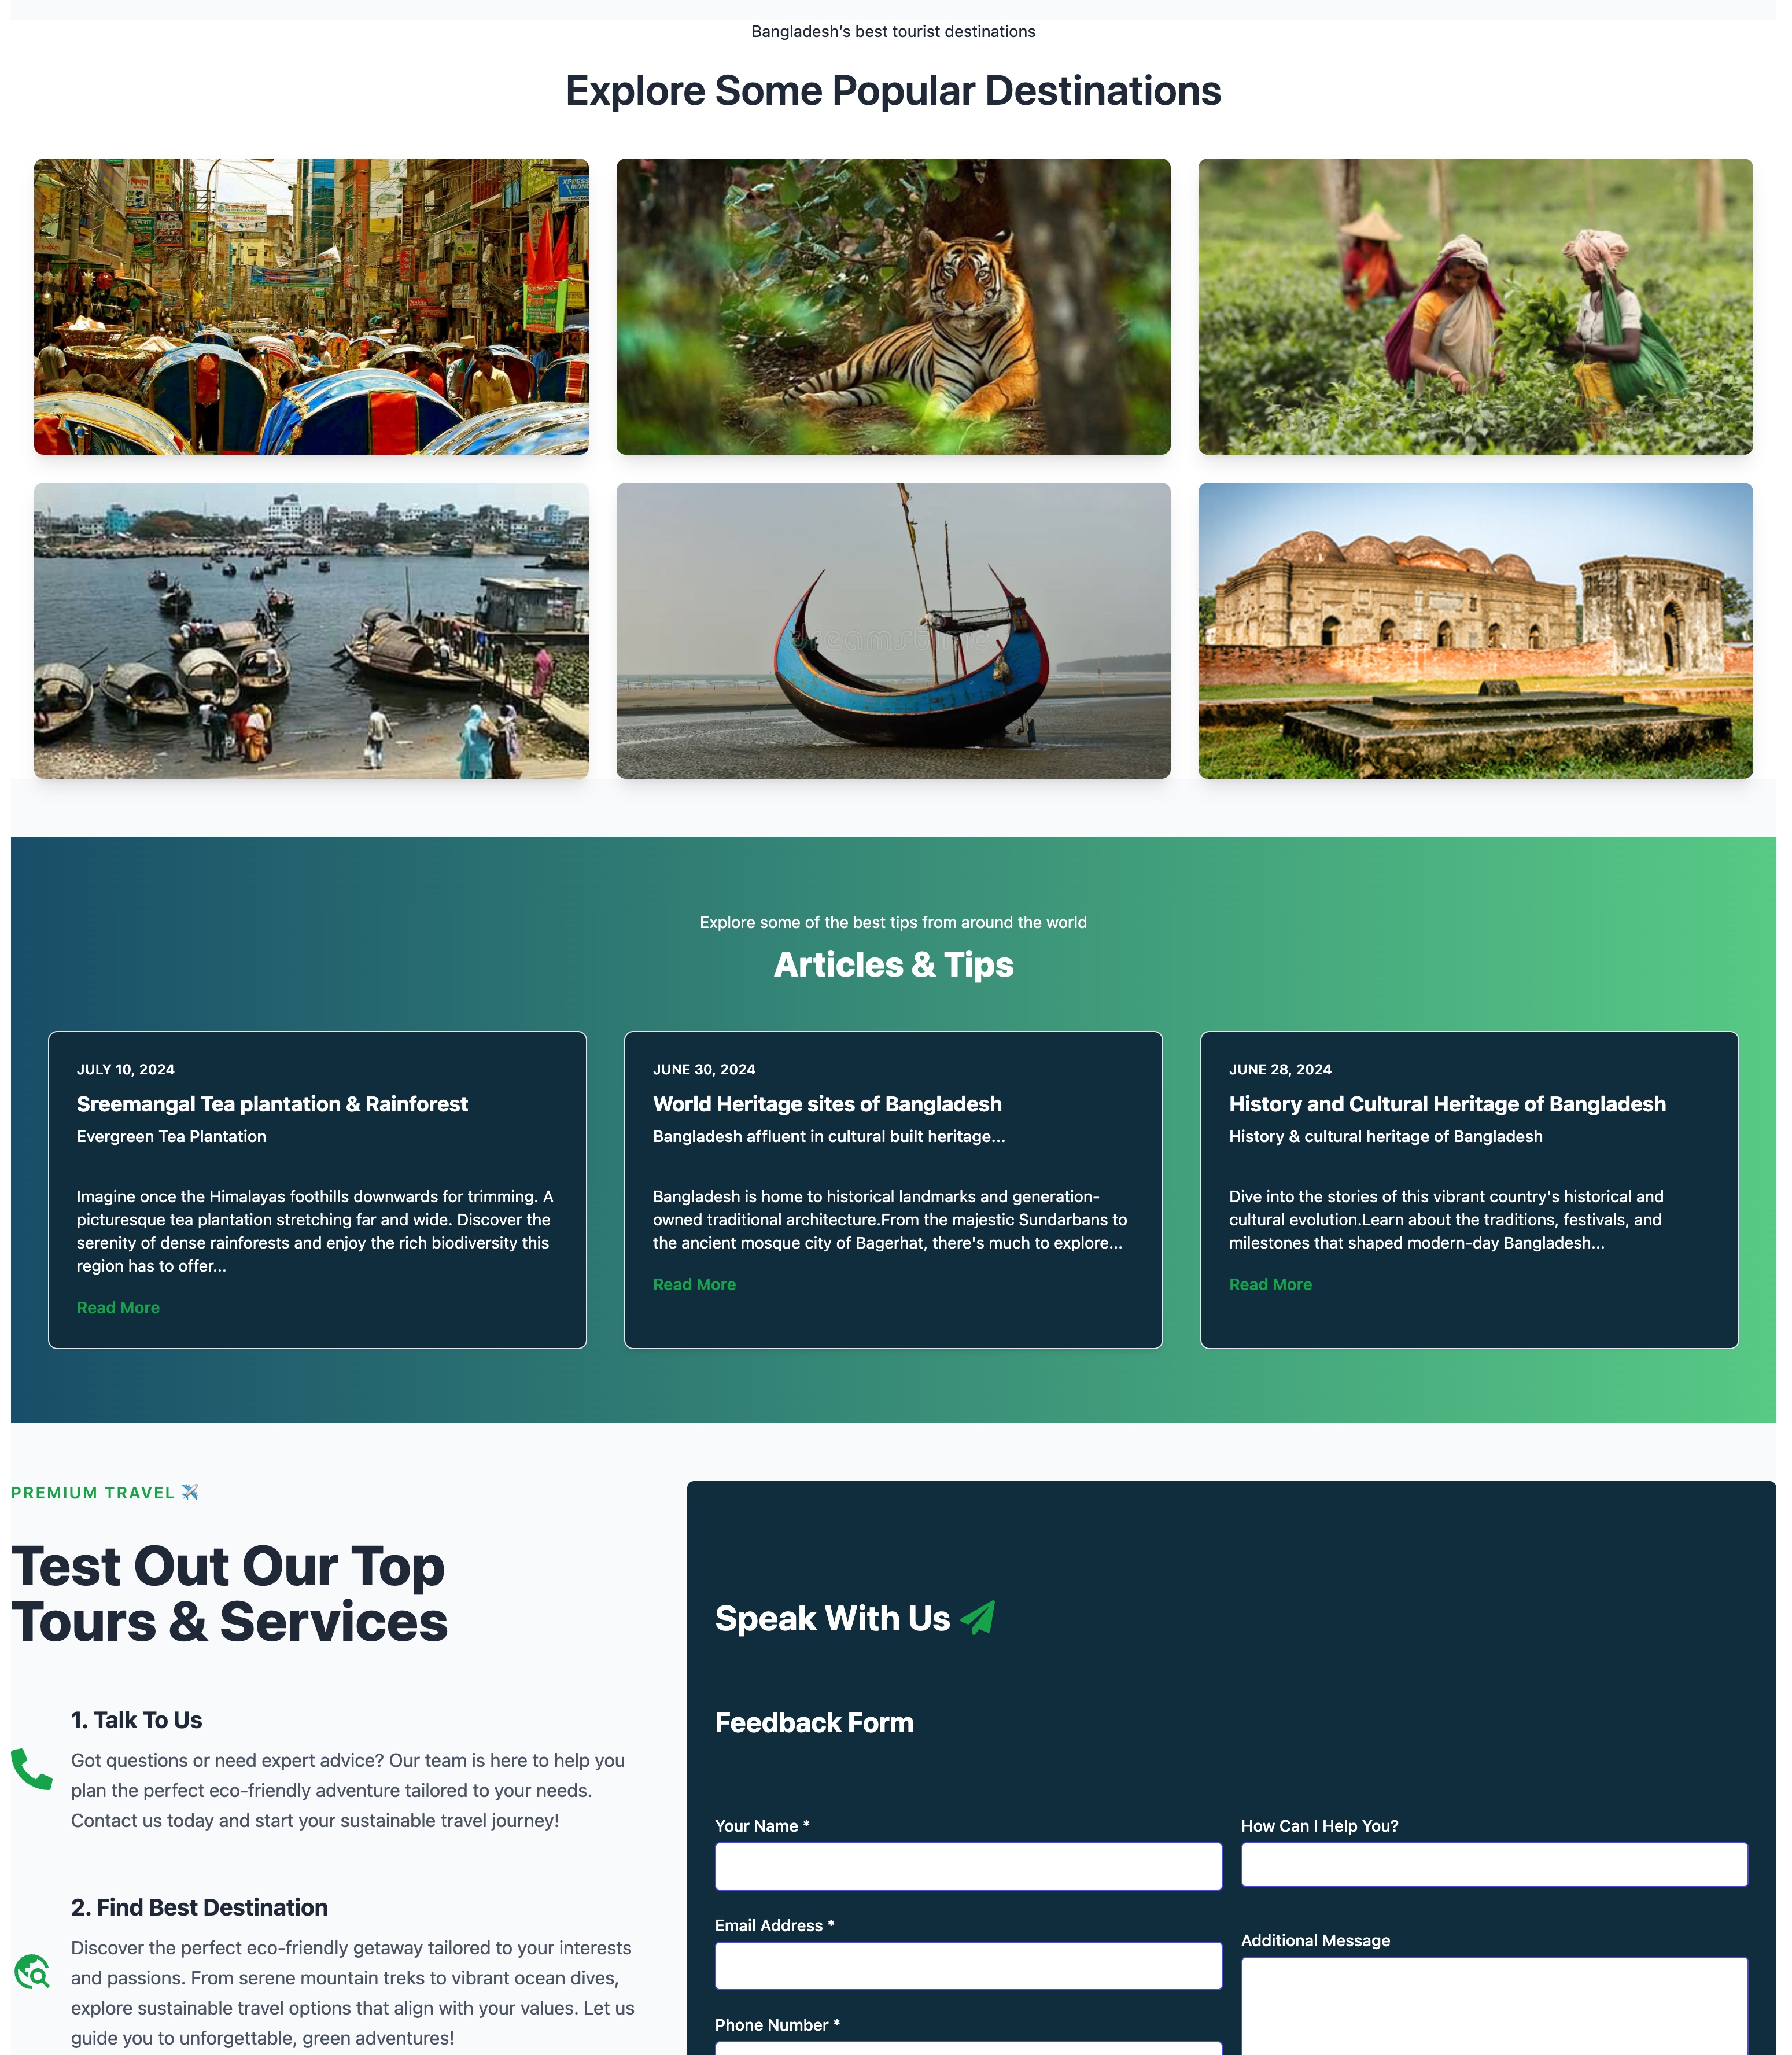 Bangladesh’s best tourist destinations
Explore Some Popular Destinations
dreamstime
Explore some of the best tips from around the world
Articles & Tips
JULY 10, 2024
Sreemangal Tea plantation & Rainforest
Evergreen Tea Plantation
Imagine once the Himalayas foothills downwards for trimming. A
picturesque tea plantation stretching far and wide. Discover the
serenity of dense rainforests and enjoy the rich biodiversity this
region has to offer...
Read More
JUNE 30, 2024
World Heritage sites of Bangladesh
Bangladesh affluent in cultural built heritage...
Bangladesh is home to historical landmarks and generation-
owned traditional architecture.From the majestic Sundarbans to
the ancient mosque city of Bagerhat, there's much to explore...
Read More
JUNE 28, 2024
History and Cultural Heritage of Bangladesh
History & cultural heritage of Bangladesh
Dive into the stories of this vibrant country's historical and
cultural evolution.Learn about the traditions, festivals, and
milestones that shaped modern-day Bangladesh...
Read More
PREMIUM TRAVEL ✈️
Test Out Our Top
Tours & Services
1. Talk To Us
Got questions or need expert advice? Our team is here to help you
plan the perfect eco-friendly adventure tailored to your needs.
Contact us today and start your sustainable travel journey!
2. Find Best Destination
Discover the perfect eco-friendly getaway tailored to your interests
and passions. From serene mountain treks to vibrant ocean dives,
explore sustainable travel options that align with your values. Let us
guide you to unforgettable, green adventures!
Speak With Us
Feedback Form
Your Name *
Email Address *
Phone Number *
How Can I Help You?
Additional Message